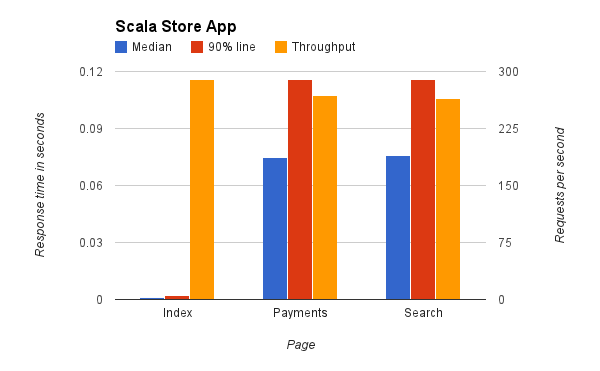 Scala Store App
Median 90% line Throughput
0.12 300
0.09 225
0.06 150
0.03 75
0 0
Response time in seconds
Requests per second
Index Payments Search
Page